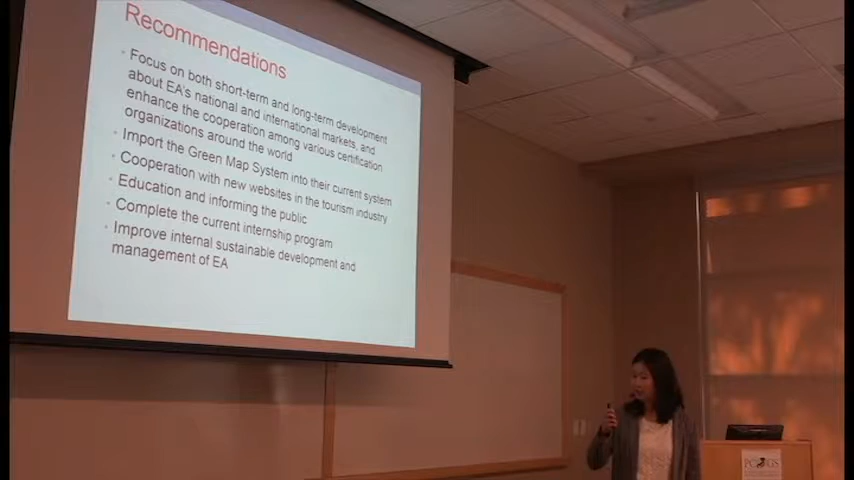 Recommendations
• Focus on both short-term and long-term development
about EA's national and international markets, and
enhance the cooperation among various certification
organizations around the world
• Import the Green Map System into their current system
• Cooperation with new websites in the tourism industry
• Education and informing the public
• Complete the current internship program
• Improve internal sustainable development and
management of EA